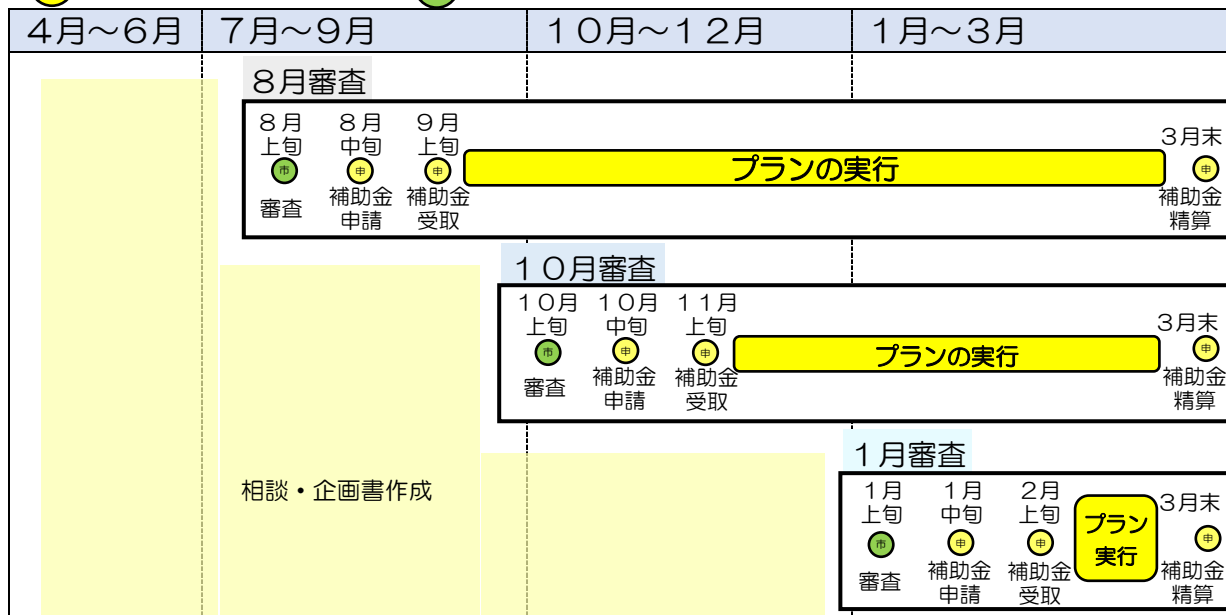 ４月～６月 ７月～９月 １０月～１２月 １月～３月
８月審査
８月 ８月 ９月
上旬 中旬 上旬 ３月末
市 申 申 プランの実行 申
審査 補助金 補助金 補助金
申請 受取 精算
１０月審査
１０月 １０月 １１月
上旬 中旬 上旬 ３月末
市 申 申 プランの実行 申
審査 補助金 補助金 補助金
申請 受取 精算
１月審査
相談・企画書作成
１月 １月 ２月
上旬 中旬 上旬 ３月末
市 申 申 プラン 申
実行
審査 補助金 補助金 補助金
申請 受取 精算